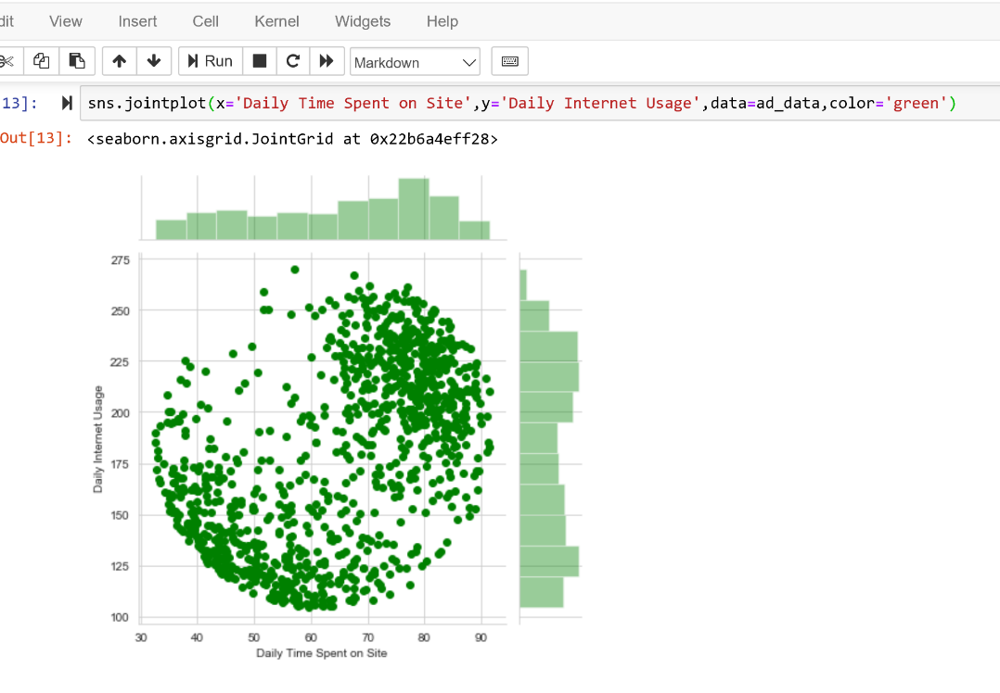 dit View Insert Cell Kernel Widgets Help
Run Markdown
13]: sns.jointplot(x='Daily Time Spent on Site',y='Daily Internet Usage',data=ad_data,color='green')
Out[13]: <seaborn.axisgrid.JointGrid at 0x22b6a4eff28>
275
250
225
200
175
150
125
100
Daily Internet Usage
30 40 50 60 70 80 90
Daily Time Spent on Site